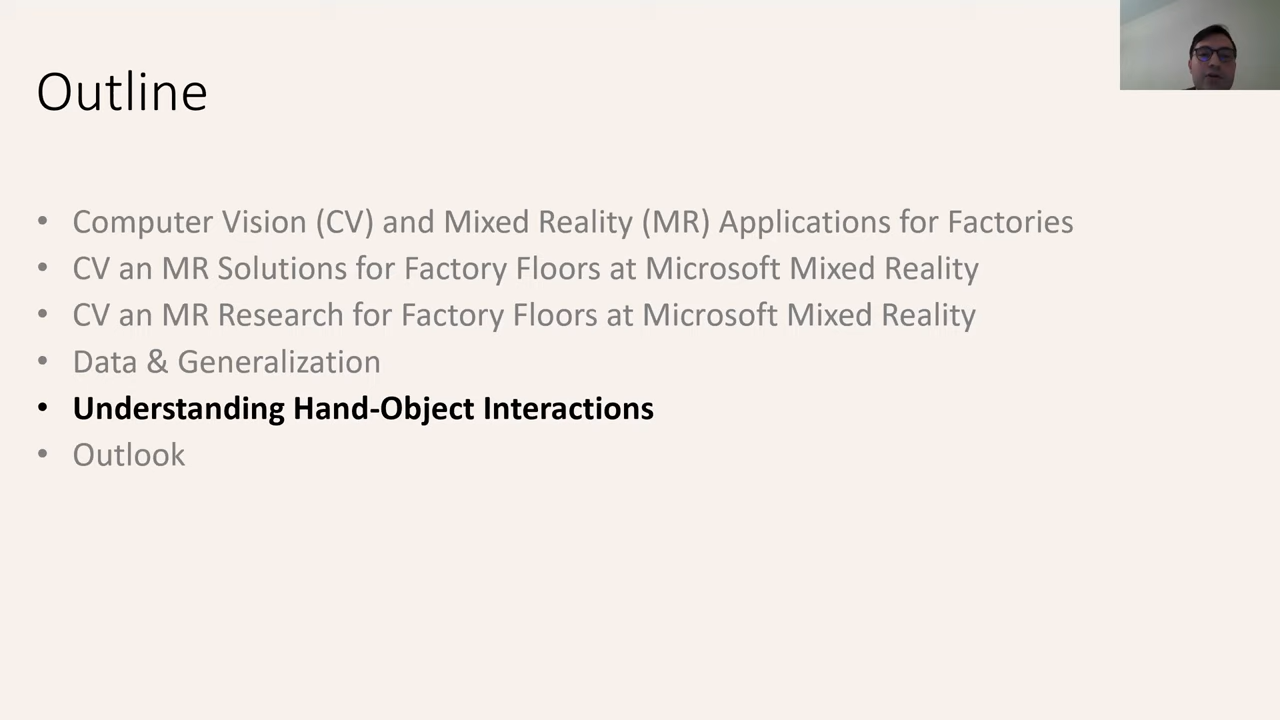 Outline
• Computer Vision (CV) and Mixed Reality (MR) Applications for Factories
• CV an MR Solutions for Factory Floors at Microsoft Mixed Reality
• CV an MR Research for Factory Floors at Microsoft Mixed Reality
• Data & Generalization
• Understanding Hand-Object Interactions
• Outlook